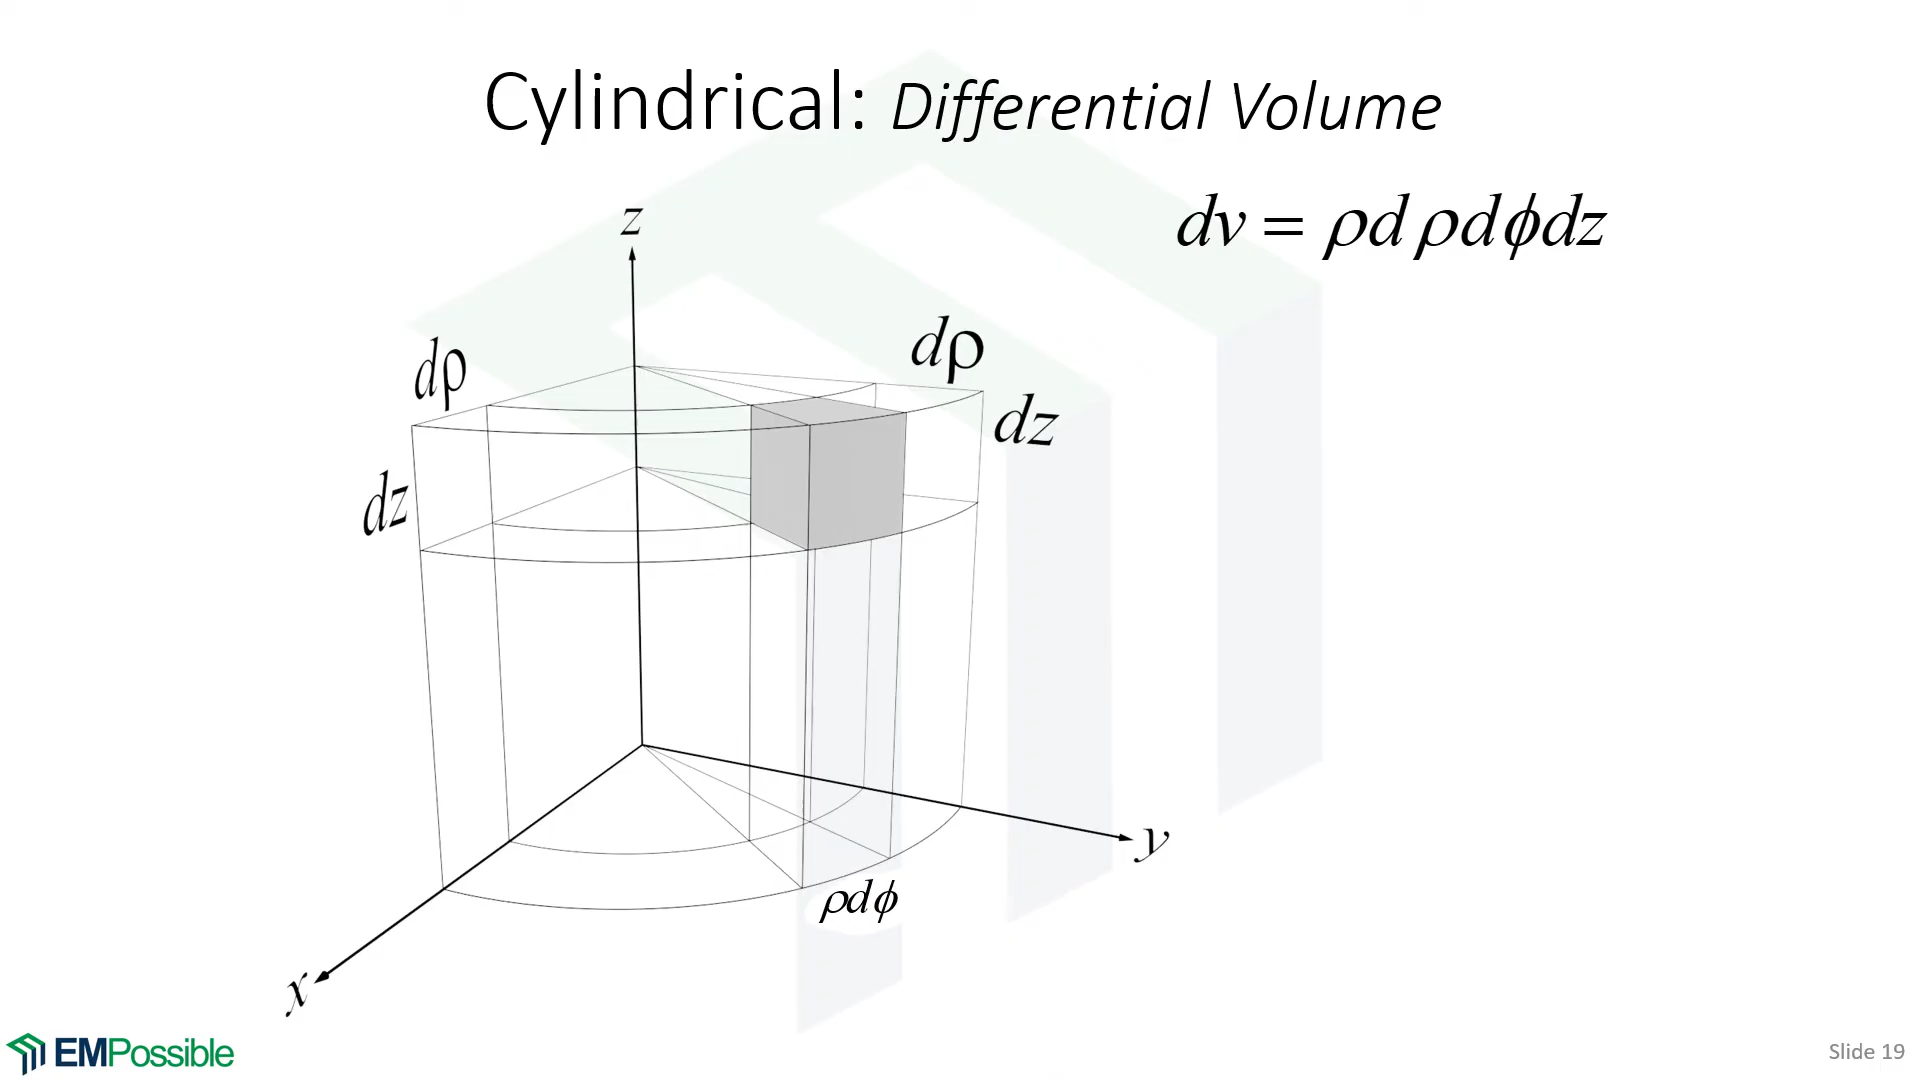 Cylindrical: Differential Volume
dv = ρdρdϕdz
z
dρ
dρ
dz
dz
y
ρdϕ
x
EMPossible
Slide 19